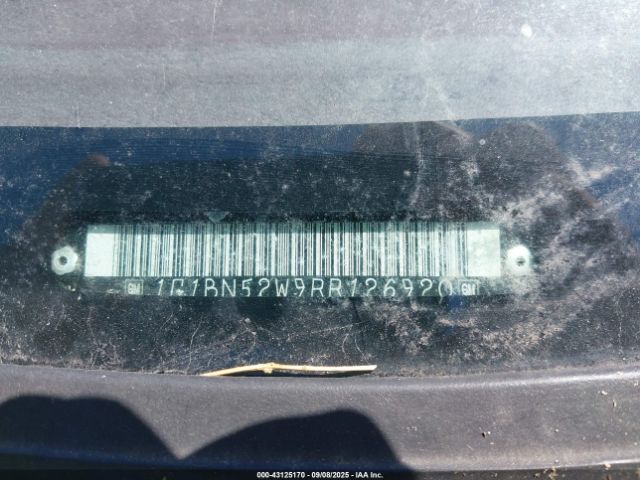 GM 1G1BN52W9RR126920 GM
000-43125170 - 09/08/2025 - IAA Inc.